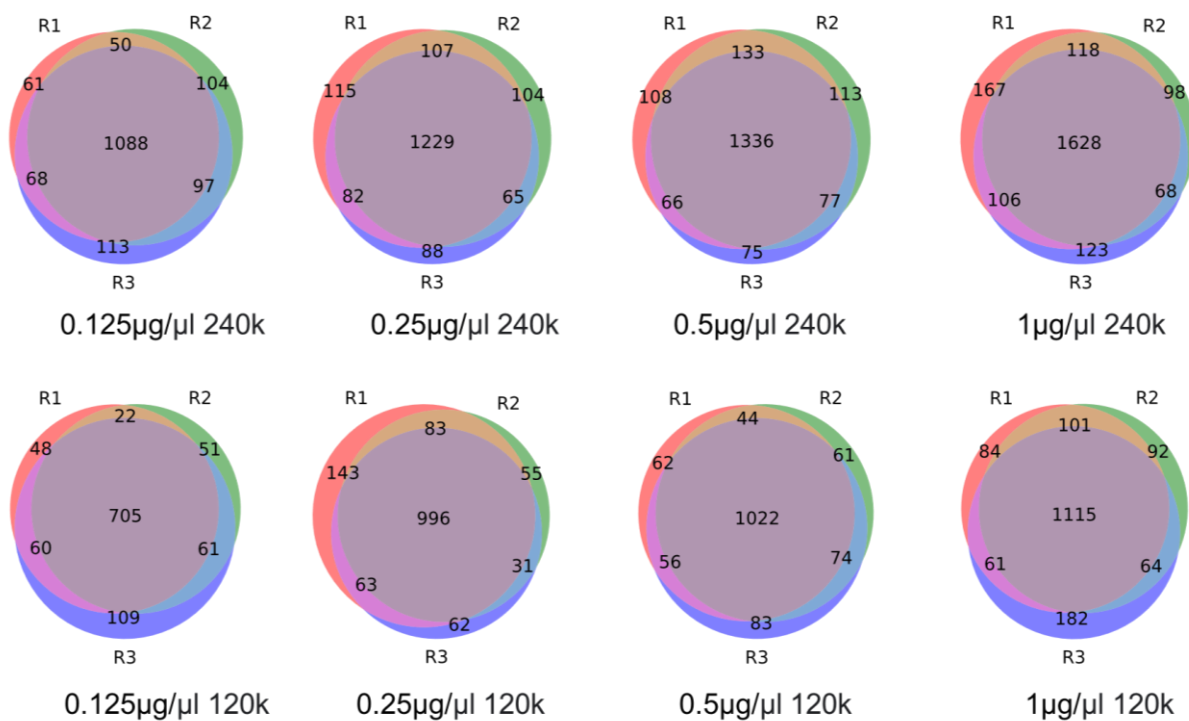 R1 R2 R1 R2 R1 R2 R1 R2
50 107 133 118
61 104 115 104 108 113 167 98
1088 1229 1336 1628
68 97 82 65 66 77 106 68
113 88 75 123
R3 R3 R3 R3
0.125µg/µl 240k 0.25µg/µl 240k 0.5µg/µl 240k 1µg/µl 240k
R1 R2 R1 R2 R1 R2 R1 R2
22 83 44 101
48 51 143 55 62 61 84 92
705 996 1022 1115
60 61 63 31 56 74 61 64
109 62 83 182
R3 R3 R3 R3
0.125µg/µl 120k 0.25µg/µl 120k 0.5µg/µl 120k 1µg/µl 120k